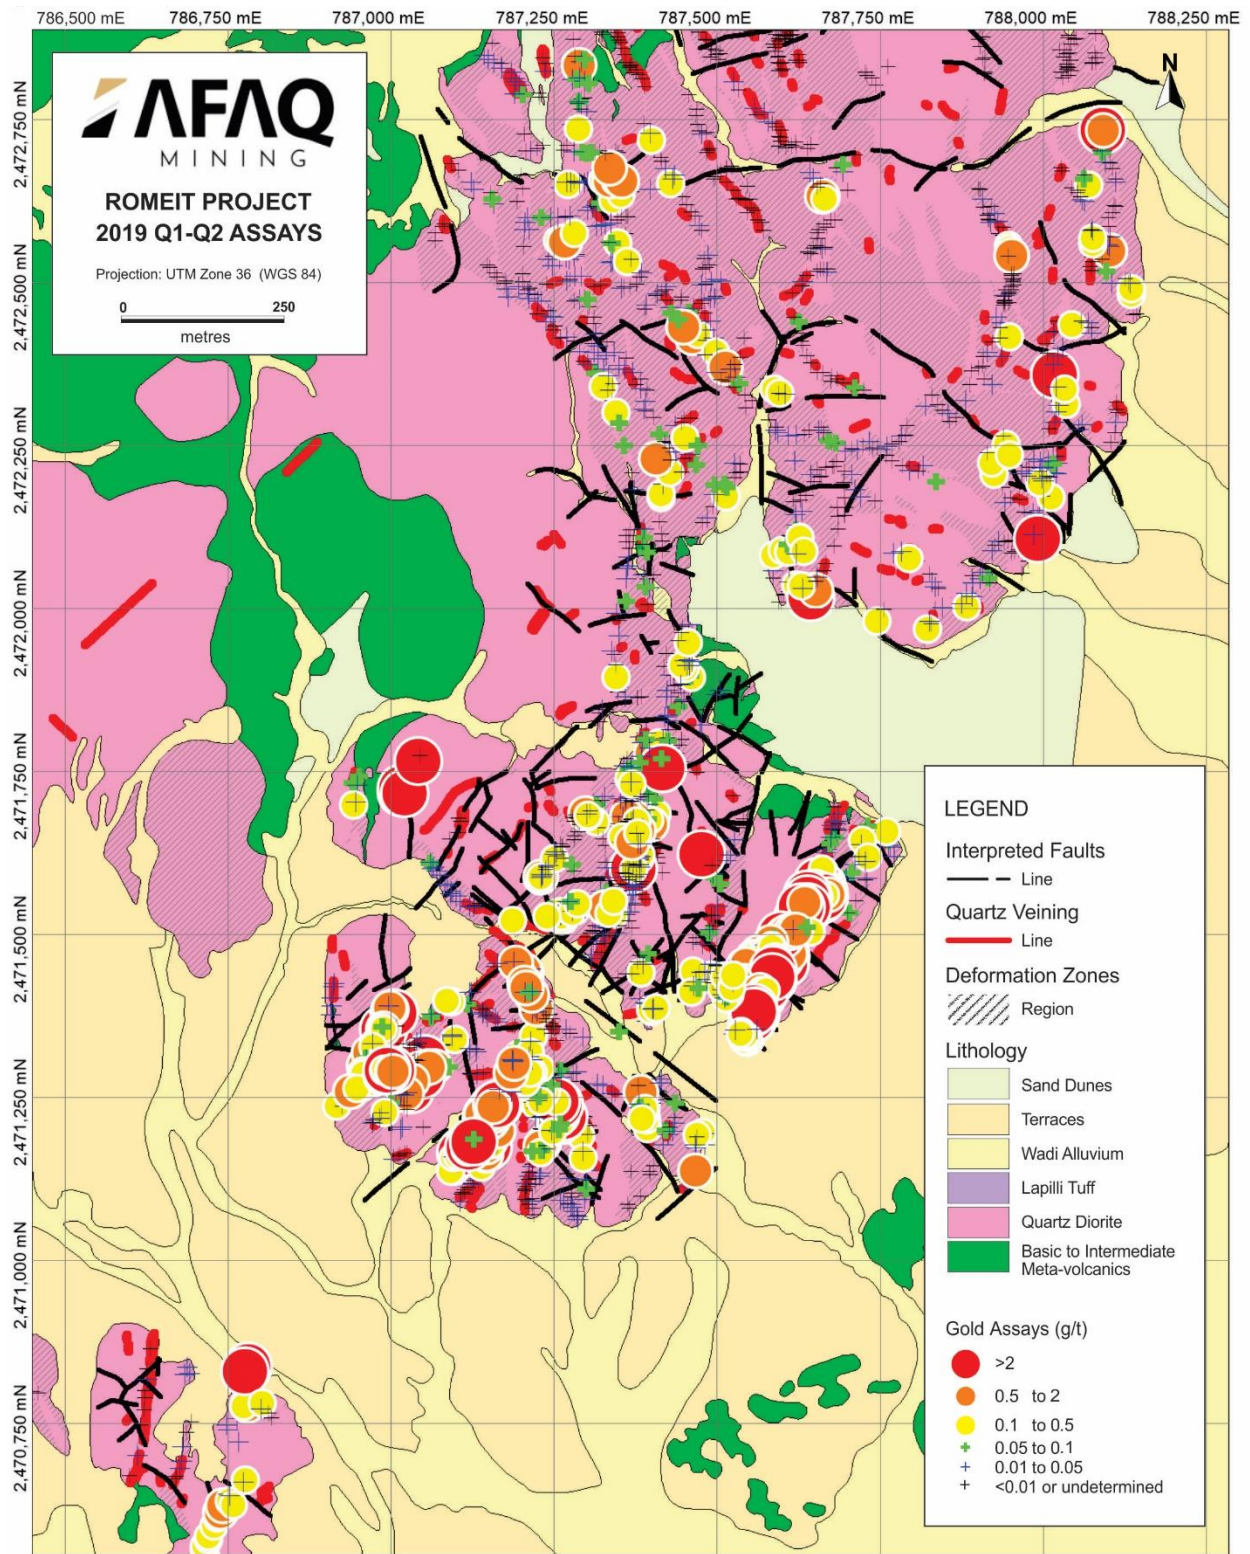 786,500 mE 786,750 mE 787,000 mE 787,250 mE 787,500 mE 787,750 mE 788,000 mE 788,250 mE
AFAQ
MINING
ROMEIT PROJECT
2019 Q1-Q2 ASSAYS
Projection: UTM Zone 36 (WGS 84)
0 250
metres
N
2,472,750 mN
2,472,500 mN
2,472,250 mN
2,472,000 mN
2,471,750 mN
2,471,500 mN
2,471,250 mN
2,471,000 mN
2,470,750 mN
LEGEND
Interpreted Faults
Line
Quartz Veining
Line
Deformation Zones
Region
Lithology
Sand Dunes
Terraces
Wadi Alluvium
Lapilli Tuff
Quartz Diorite
Basic to Intermediate
Meta-volcanics
Gold Assays (g/t)
>2
0.5 to 2
0.1 to 0.5
0.05 to 0.1
0.01 to 0.05
<0.01 or undetermined